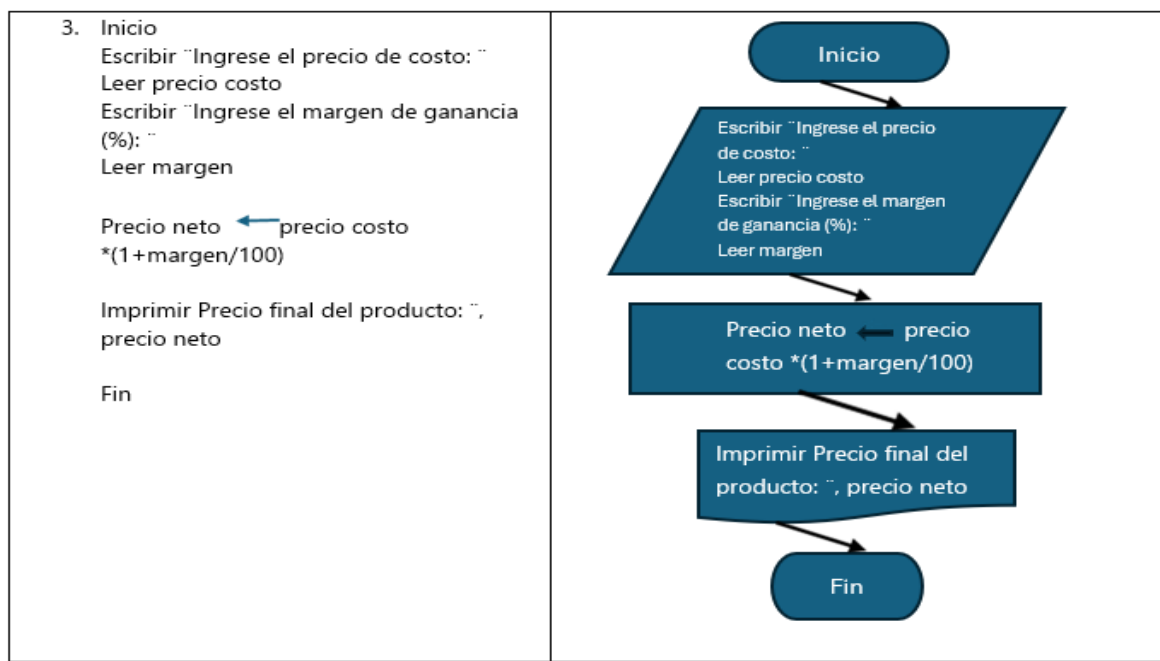 3. Inicio
Escribir ¨Ingrese el precio de costo: ¨
Leer precio costo
Escribir ¨Ingrese el margen de ganancia
(%): ¨
Leer margen
Precio neto precio costo
*(1+margen/100)
Imprimir Precio final del producto: ¨,
precio neto
Fin
Inicio
Escribir ¨Ingrese el precio
de costo: ¨
Leer precio costo
Escribir ¨Ingrese el margen
de ganancia (%): ¨
Leer margen
Precio neto precio
costo *(1+margen/100)
Imprimir Precio final del
producto: ¨, precio neto
Fin